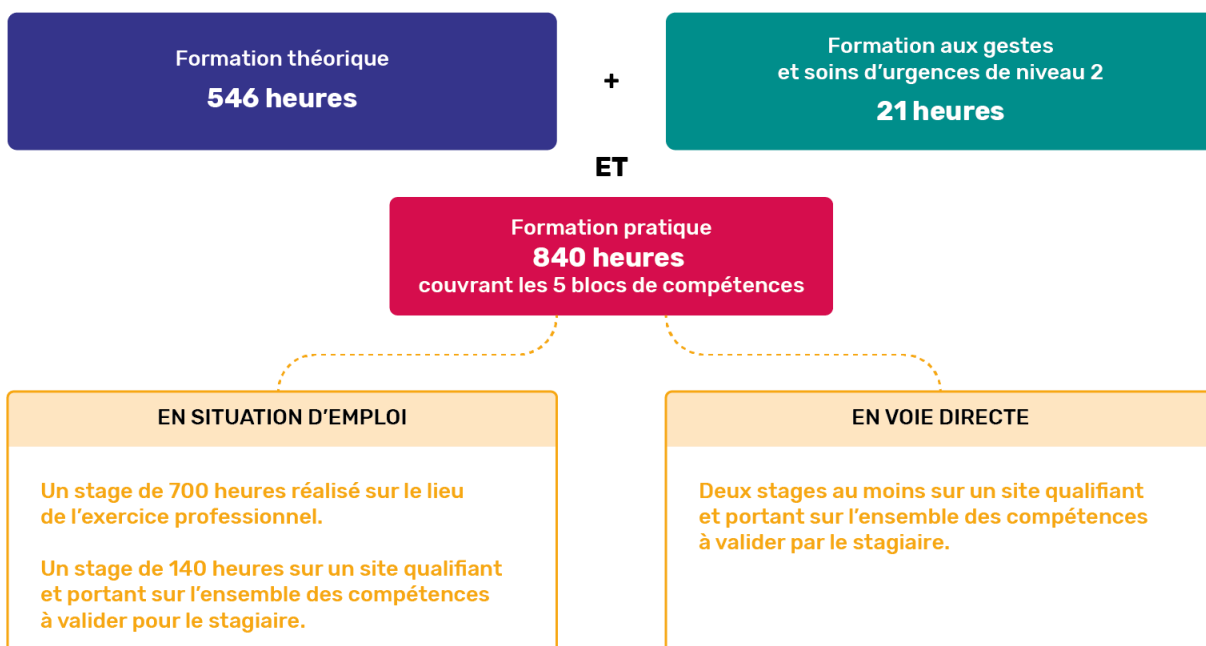 Formation théorique
546 heures
+
Formation aux gestes
et soins d’urgences de niveau 2
21 heures
ET
Formation pratique
840 heures
couvrant les 5 blocs de compétences
EN SITUATION D’EMPLOI
Un stage de 700 heures réalisé sur le lieu
de l’exercice professionnel.
Un stage de 140 heures sur un site qualifiant
et portant sur l’ensemble des compétences
à valider pour le stagiaire.
EN VOIE DIRECTE
Deux stages au moins sur un site qualifiant
et portant sur l’ensemble des compétences
à valider par le stagiaire.